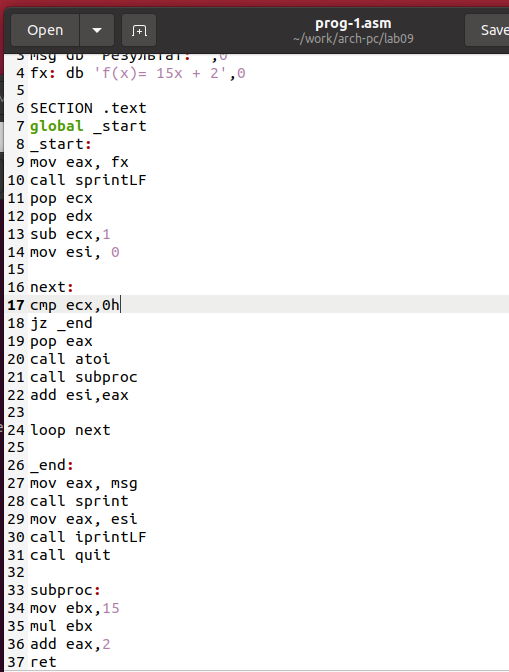 Open
prog-1.asm
~/work/arch-pc/lab09
Save
3 msg db "Результат: ",0
4 fx: db 'f(x)= 15x + 2',0
5
6 SECTION .text
7 global _start
8 _start:
9 mov eax, fx
10 call sprintLF
11 pop ecx
12 pop edx
13 sub ecx,1
14 mov esi, 0
15
16 next:
17 cmp ecx,0h
18 jz _end
19 pop eax
20 call atoi
21 call subproc
22 add esi,eax
23
24 loop next
25
26 _end:
27 mov eax, msg
28 call sprint
29 mov eax, esi
30 call iprintLF
31 call quit
32
33 subproc:
34 mov ebx,15
35 mul ebx
36 add eax,2
37 ret